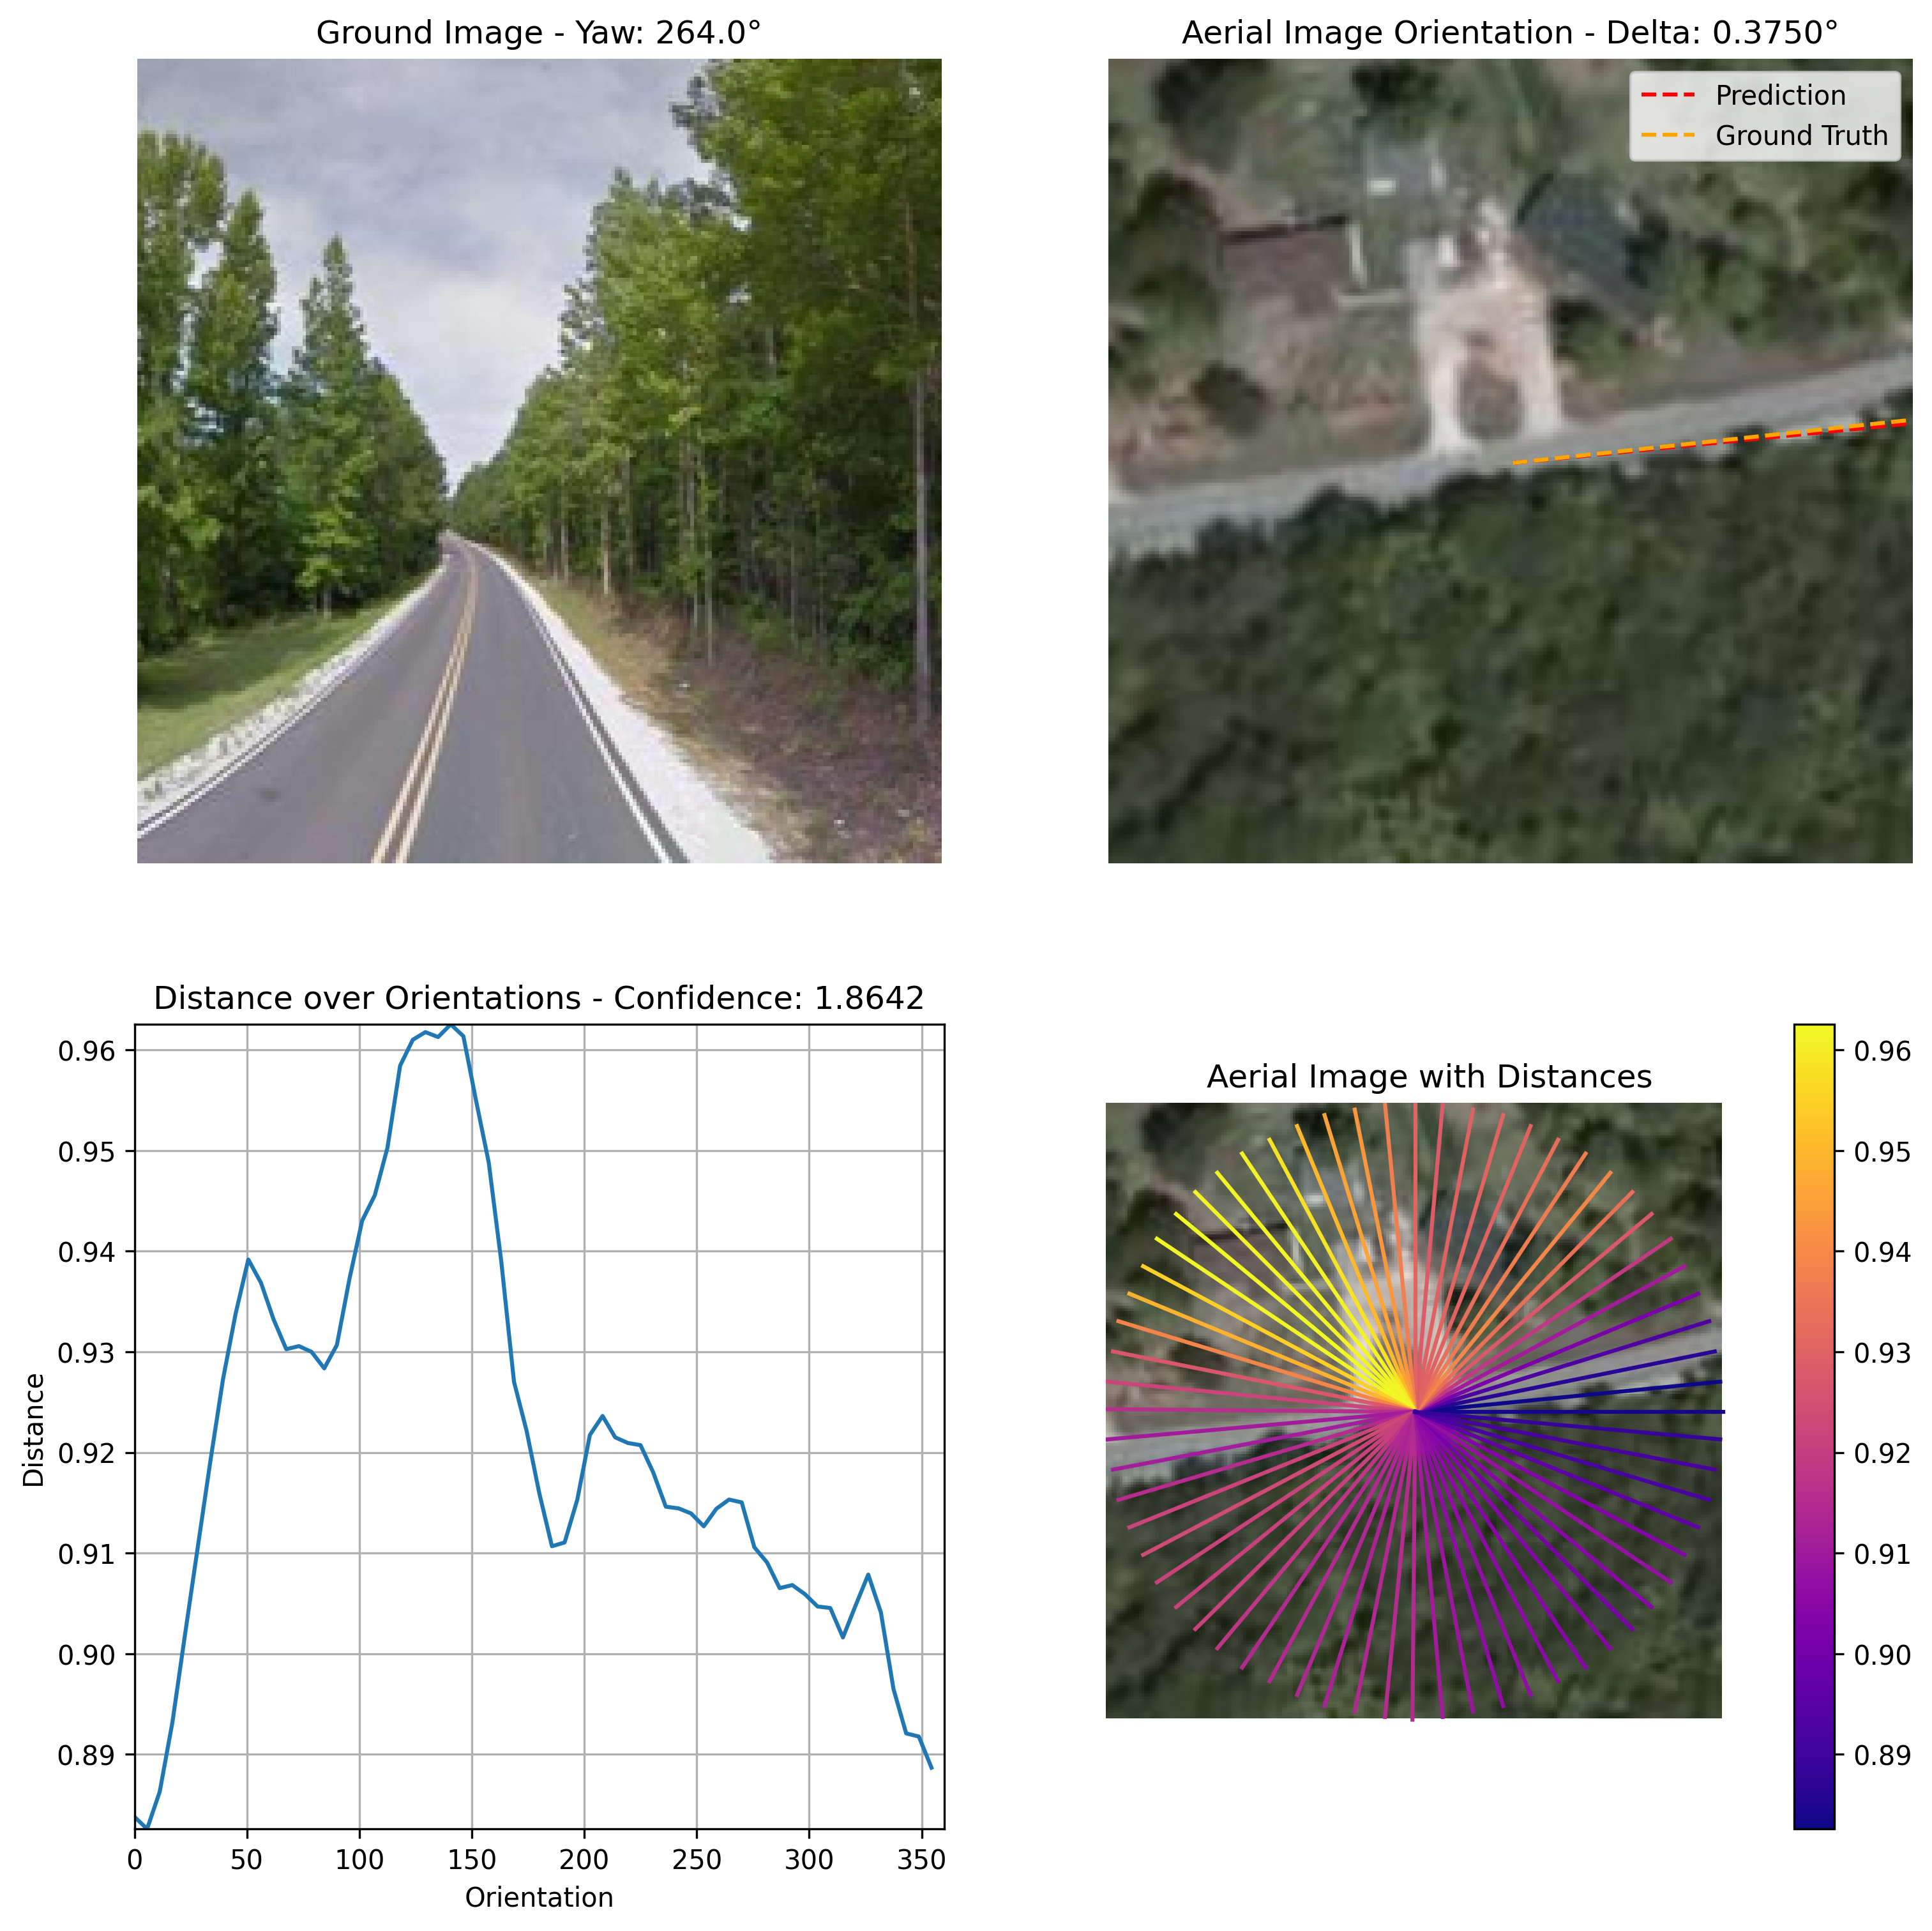 Ground Image - Yaw: 264.0°
Aerial Image Orientation - Delta: 0.3750°
Prediction
Ground Truth
Distance over Orientations - Confidence: 1.8642
0.96
0.95
0.94
0.93
0.92
0.91
0.90
0.89
Distance
0 50 100 150 200 250 300 350
Orientation
Aerial Image with Distances
0.96
0.95
0.94
0.93
0.92
0.91
0.90
0.89